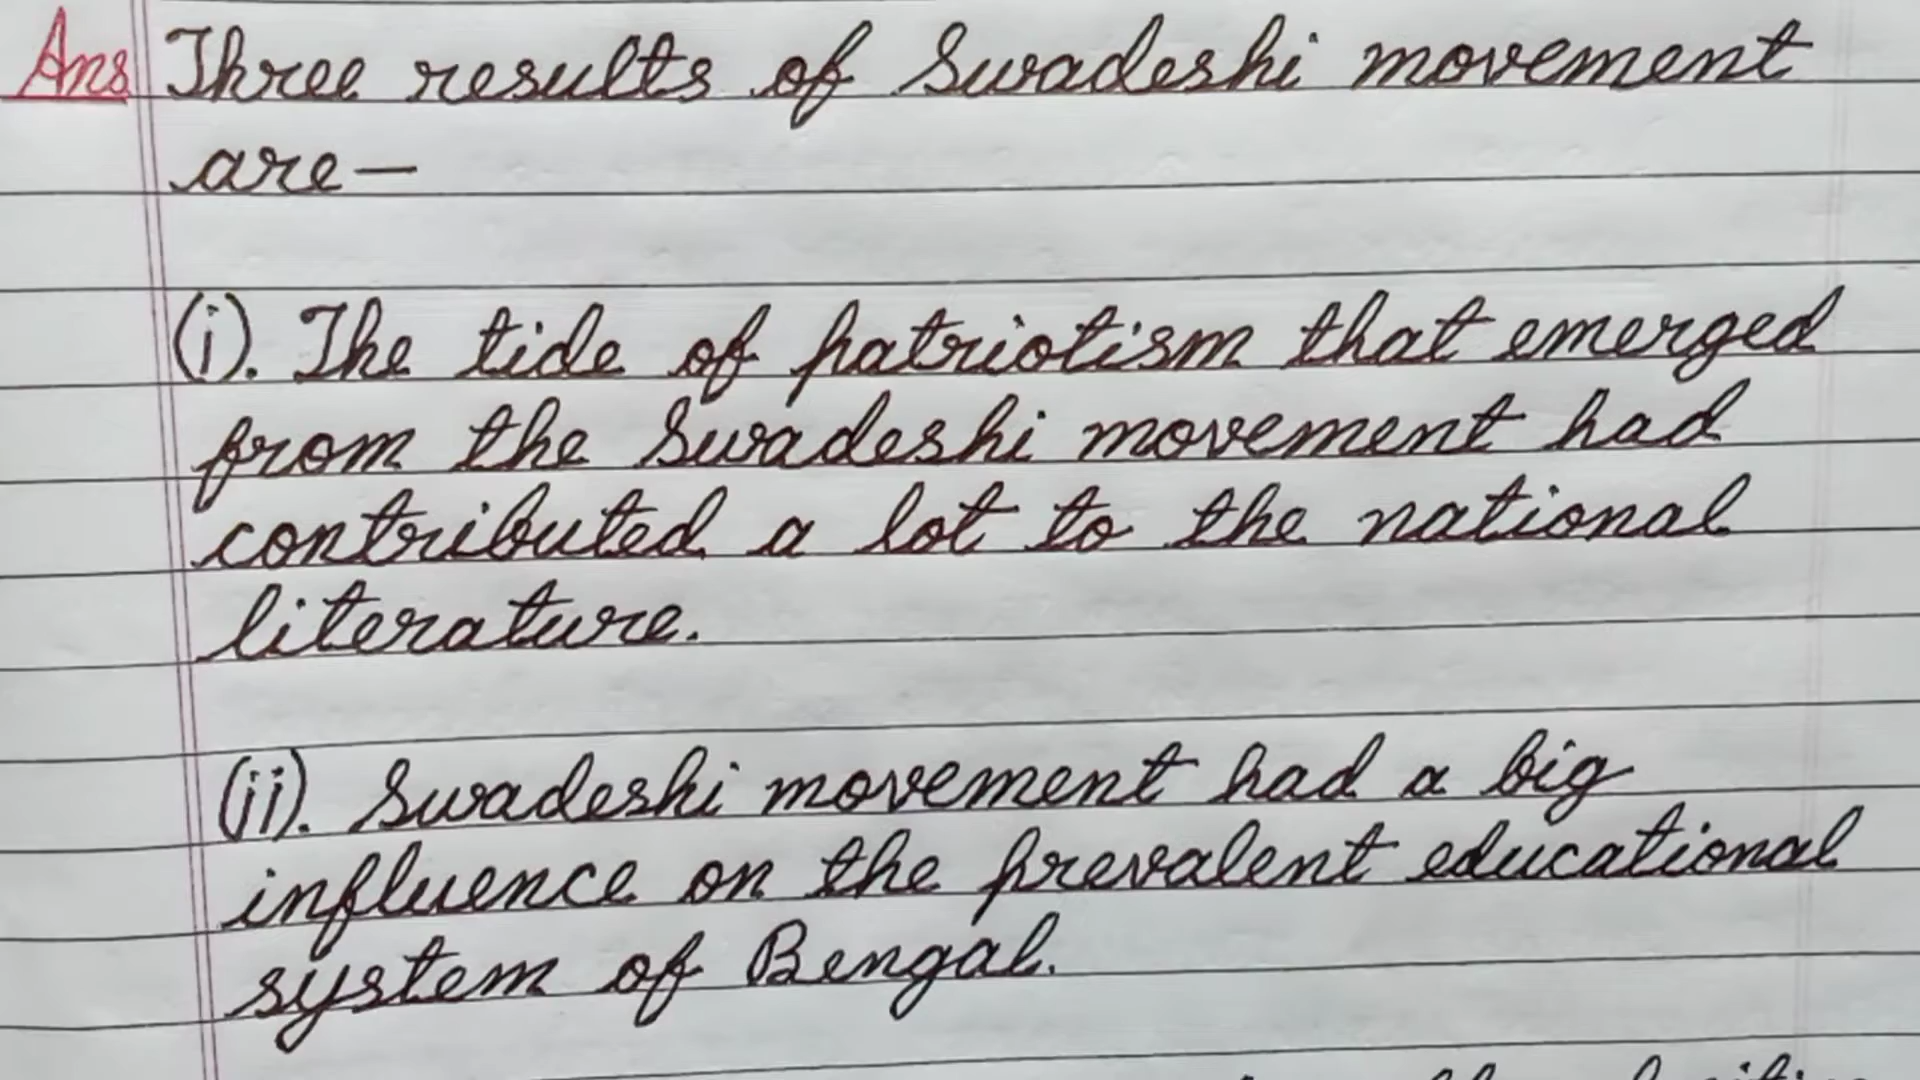 Ans Three results of Swadeshi movement
are—
(i). The tide of patriotism that emerged
from the Swadeshi movement had
contributed a lot to the national
literature.
(ii). Swadeshi movement had a big
influence on the prevalent educational
system of Bengal.